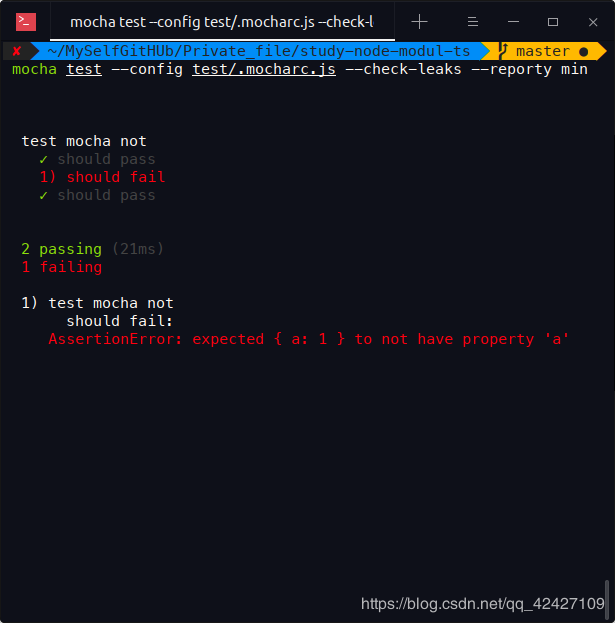 mocha test --config test/.mocharc.js --check-l
✘ ~/MySelfGitHUb/Private_file/study-node-modul-ts master ●
mocha test --config test/.mocharc.js --check-leaks --reporty min
test mocha not
✓ should pass
1) should fail
✓ should pass
2 passing (21ms)
1 failing
1) test mocha not
should fail:
AssertionError: expected { a: 1 } to not have property 'a'
https://blog.csdn.net/qq_42427109